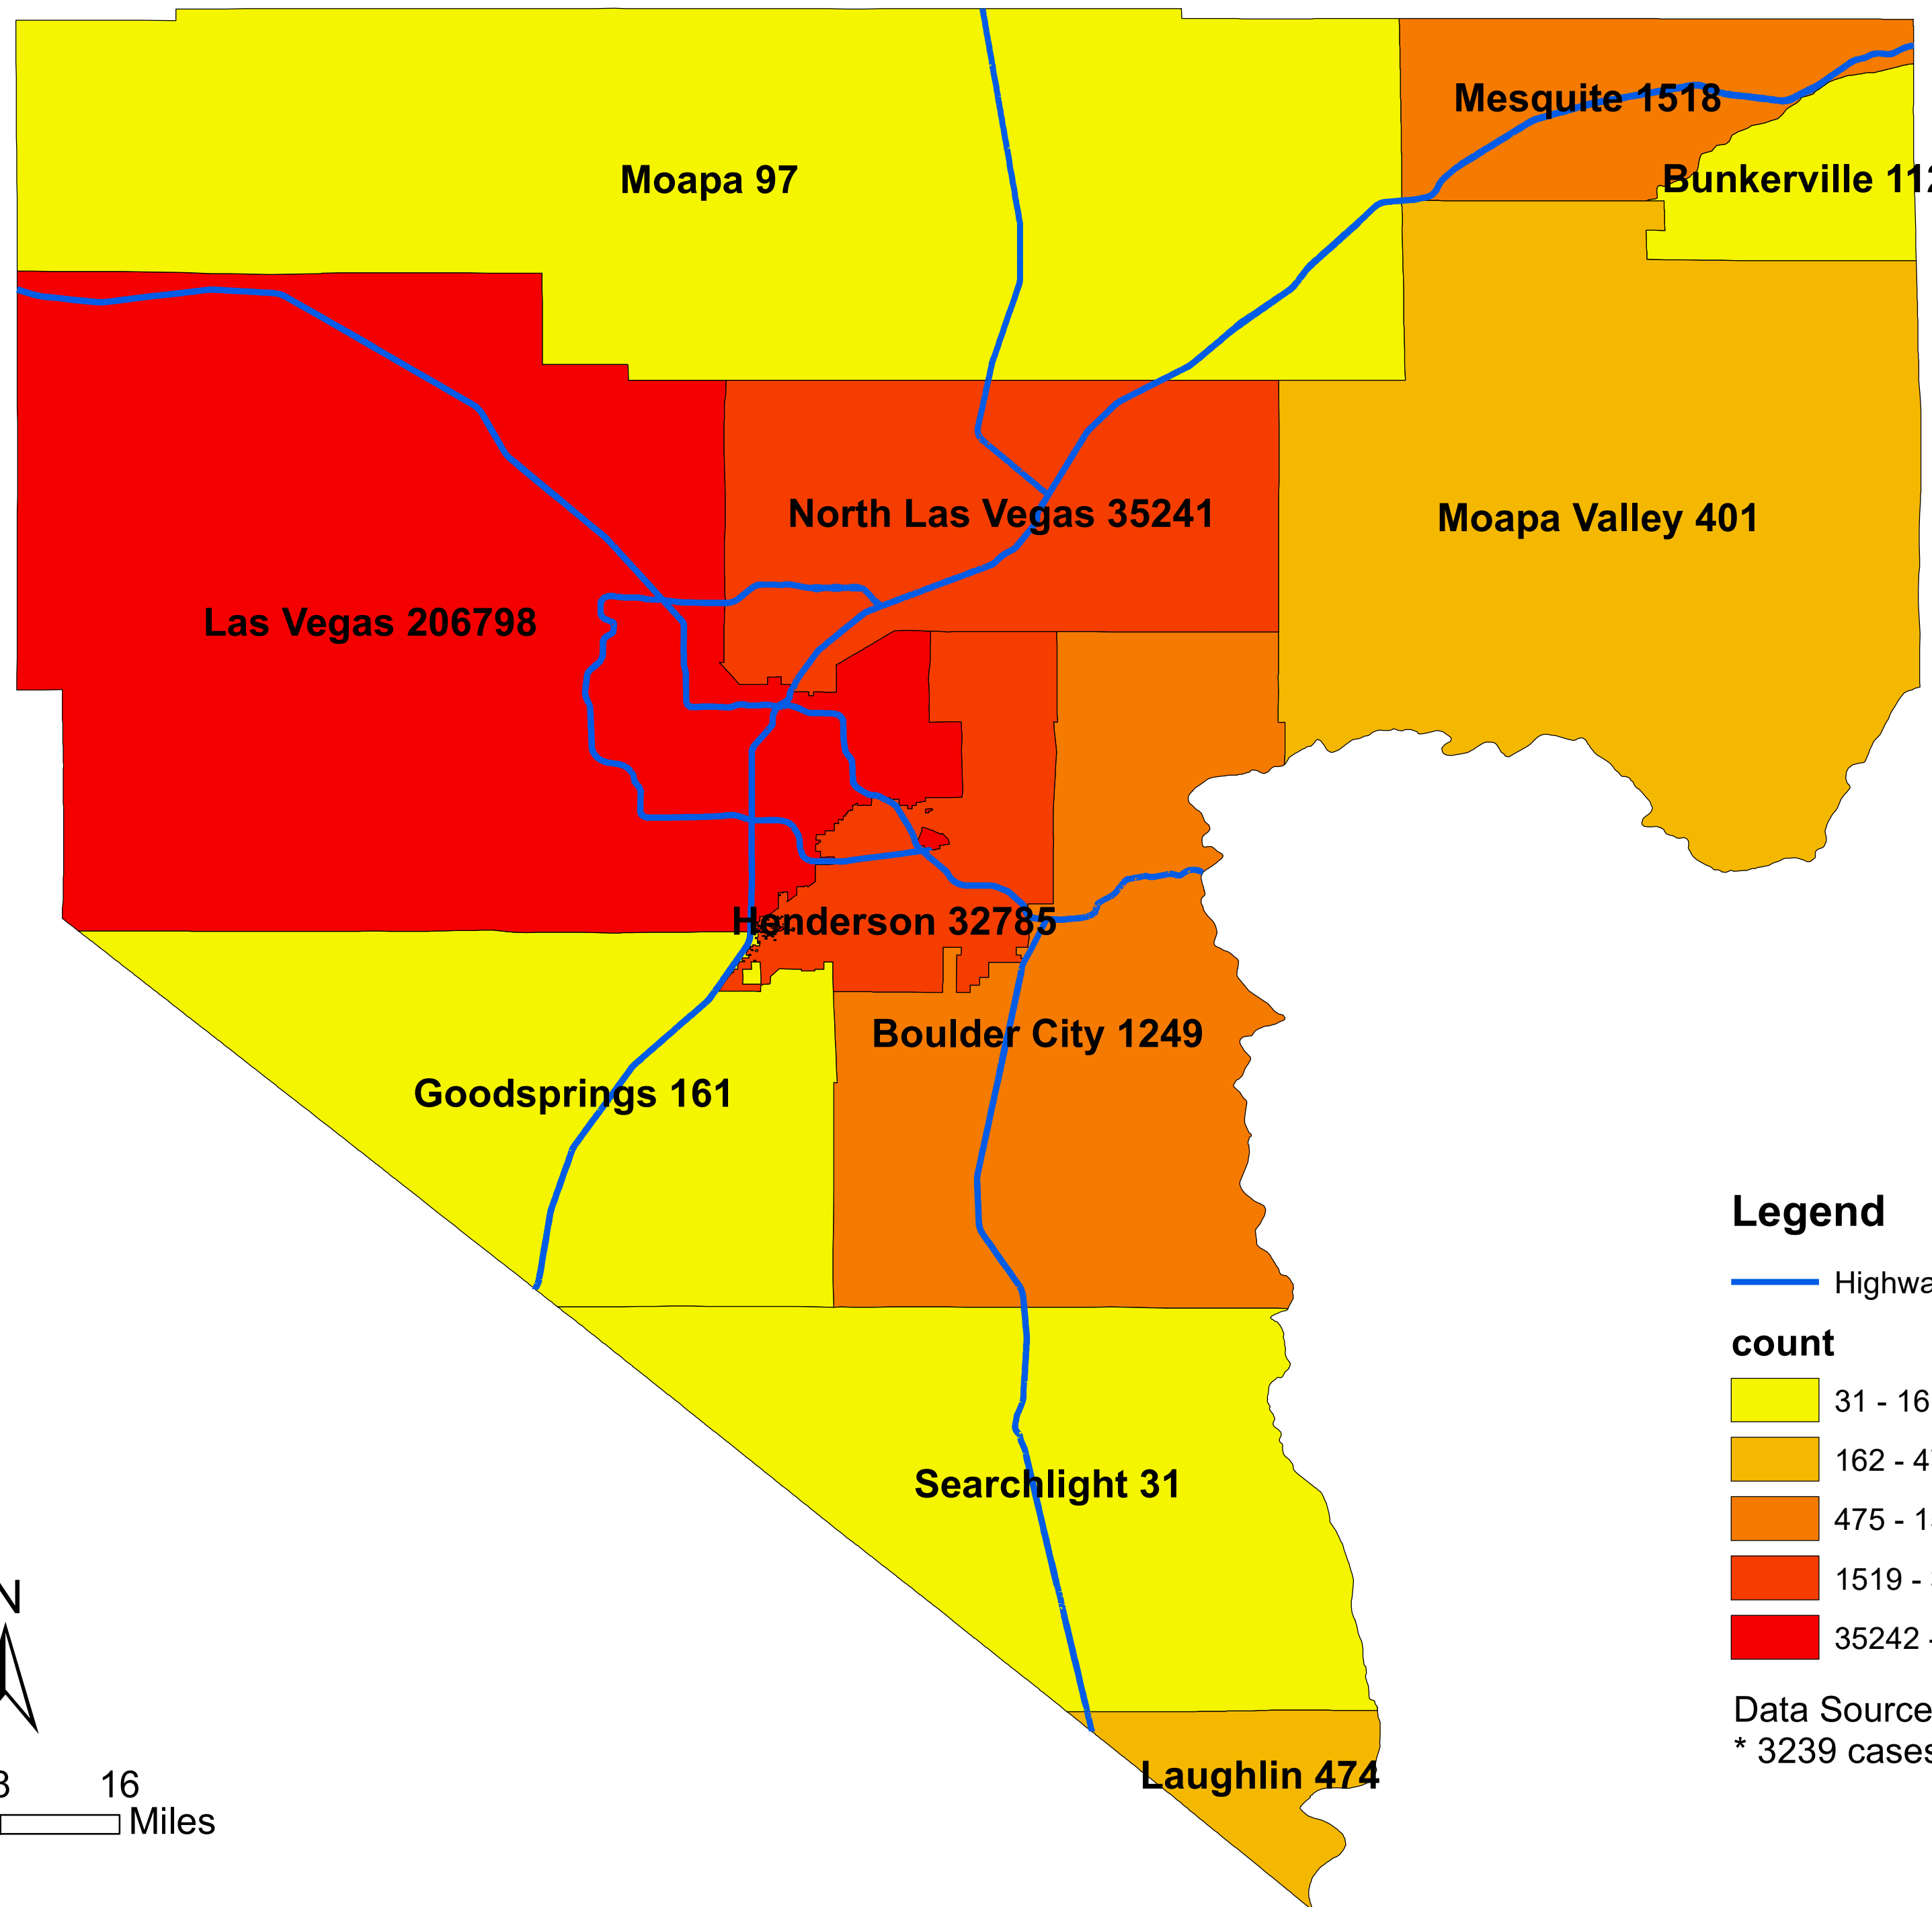 Mesquite 1518
Moapa 97
Bunkerville 112
North Las Vegas 35241
Moapa Valley 401
Las Vegas 206798
Henderson 32785
Boulder City 1249
Goodsprings 161
Searchlight 31
Laughlin 474
Legend
count
31 - 16
162 - 4
475 - 1
1519 -
35242 -
Data Source
* 3239 cases
N
16
Miles